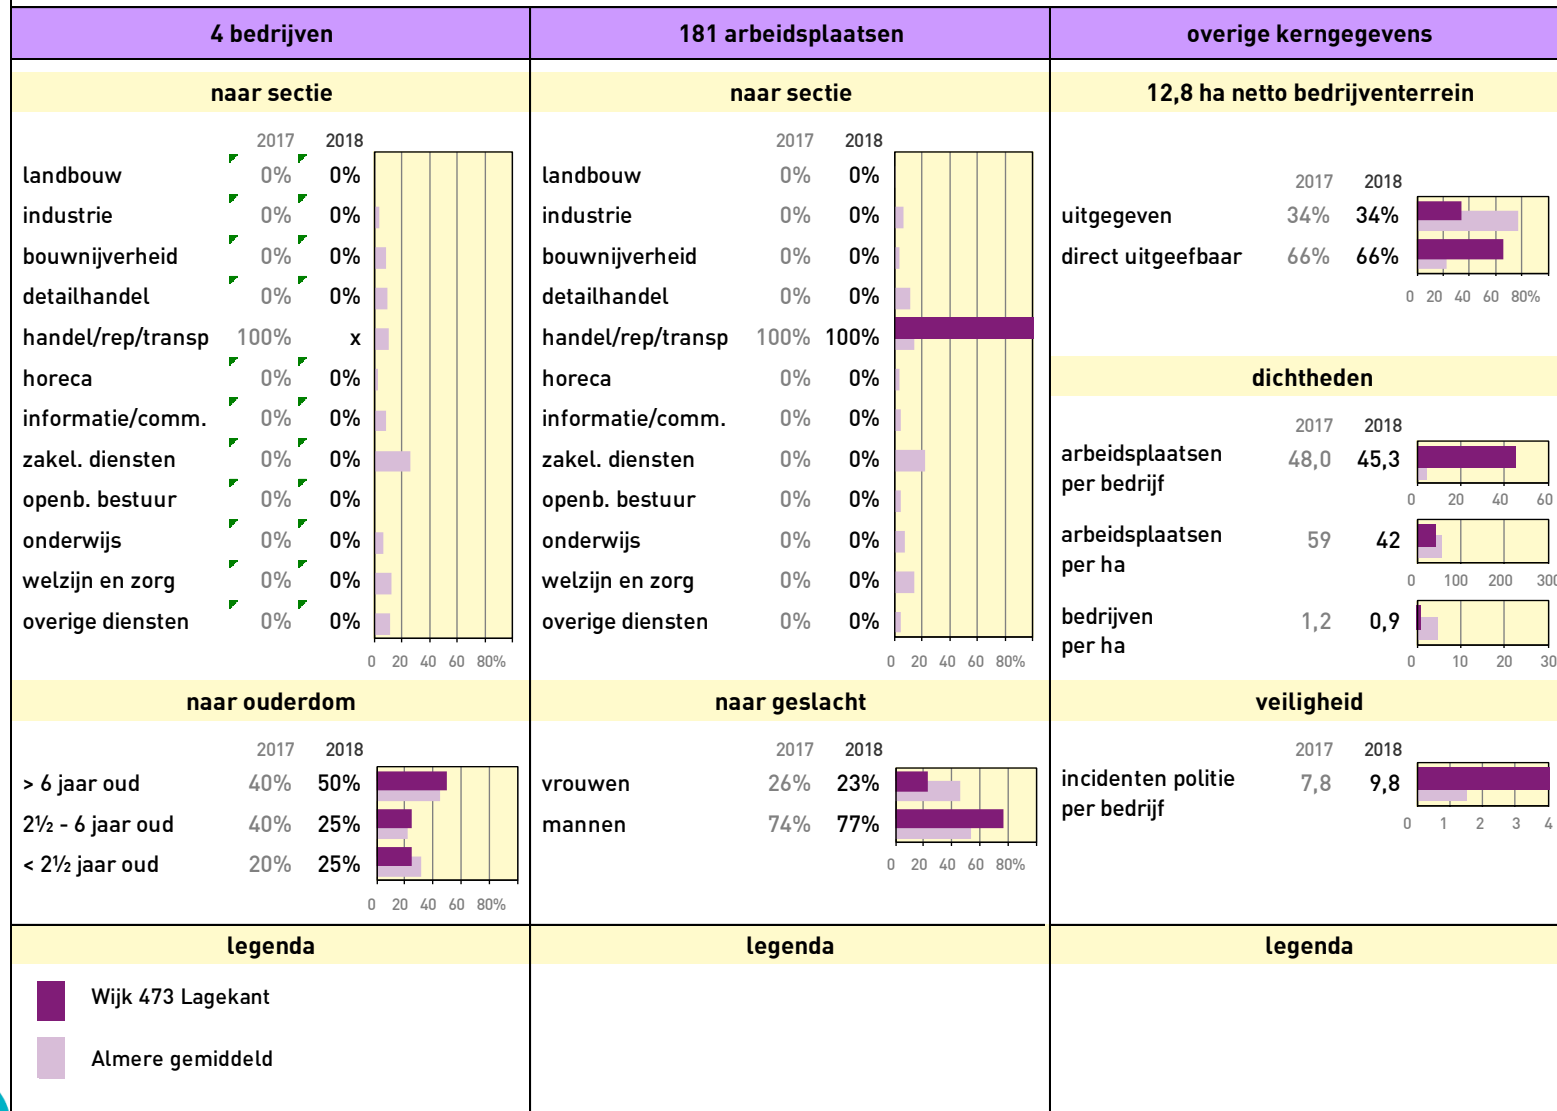 4 bedrijven
naar sectie
2017 2018
landbouw 0% 0%
industrie 0% 0%
bouwnijverheid 0% 0%
detailhandel 0% 0%
handel/rep/transp 100% x
horeca 0% 0%
informatie/comm. 0% 0%
zakel. diensten 0% 0%
openb. bestuur 0% 0%
onderwijs 0% 0%
welzijn en zorg 0% 0%
overige diensten 0% 0%
0 20 40 60 80%
naar ouderdom
2017 2018
> 6 jaar oud 40% 50%
2½ - 6 jaar oud 40% 25%
< 2½ jaar oud 20% 25%
0 20 40 60 80%
legenda
Wijk 473 Lagekant
Almere gemiddeld
181 arbeidsplaatsen
naar sectie
2017 2018
landbouw 0% 0%
industrie 0% 0%
bouwnijverheid 0% 0%
detailhandel 0% 0%
handel/rep/transp 100% 100%
horeca 0% 0%
informatie/comm. 0% 0%
zakel. diensten 0% 0%
openb. bestuur 0% 0%
onderwijs 0% 0%
welzijn en zorg 0% 0%
overige diensten 0% 0%
0 20 40 60 80%
naar geslacht
2017 2018
vrouwen 26% 23%
mannen 74% 77%
0 20 40 60 80%
legenda
overige kerngegevens
12,8 ha netto bedrijventerrein
2017 2018
uitgegeven 34% 34%
direct uitgeefbaar 66% 66%
0 20 40 60 80%
dichtheden
2017 2018
arbeidsplaatsen
per bedrijf 48,0 45,3
0 20 40 60
arbeidsplaatsen
per ha 59 42
0 100 200 300
bedrijven
per ha 1,2 0,9
0 10 20 30
veiligheid
2017 2018
incidenten politie
per bedrijf 7,8 9,8
0 1 2 3 4
legenda